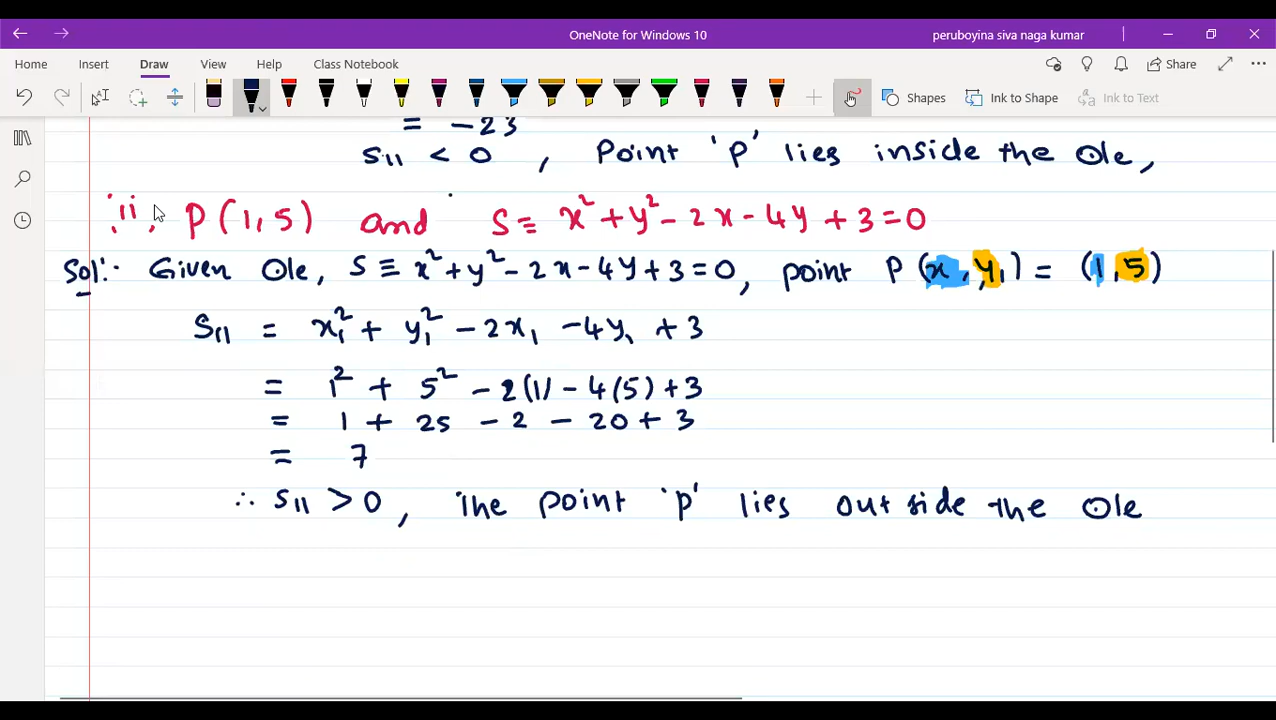 OneNote for Windows 10
peruboyina siva naga kumar
Home Insert Draw View Help Class Notebook Share
Shapes Ink to Shape Ink to Text
= -23
S₁₁ < 0 , Point 'P' lies inside the Ole,
ii, P(1,5) and S ≡ x²+y²-2x-4y+3=0
Sol:- Given Ole, S ≡ x²+y²-2x-4y+3=0, point P(x₁,y₁) = (1,5)
S₁₁ = x₁² + y₁² - 2x₁ - 4y₁ + 3
= 1² + 5² - 2(1) - 4(5) + 3
= 1 + 25 - 2 - 20 + 3
= 7
∴ S₁₁ > 0, The point 'p' lies outside the Ole